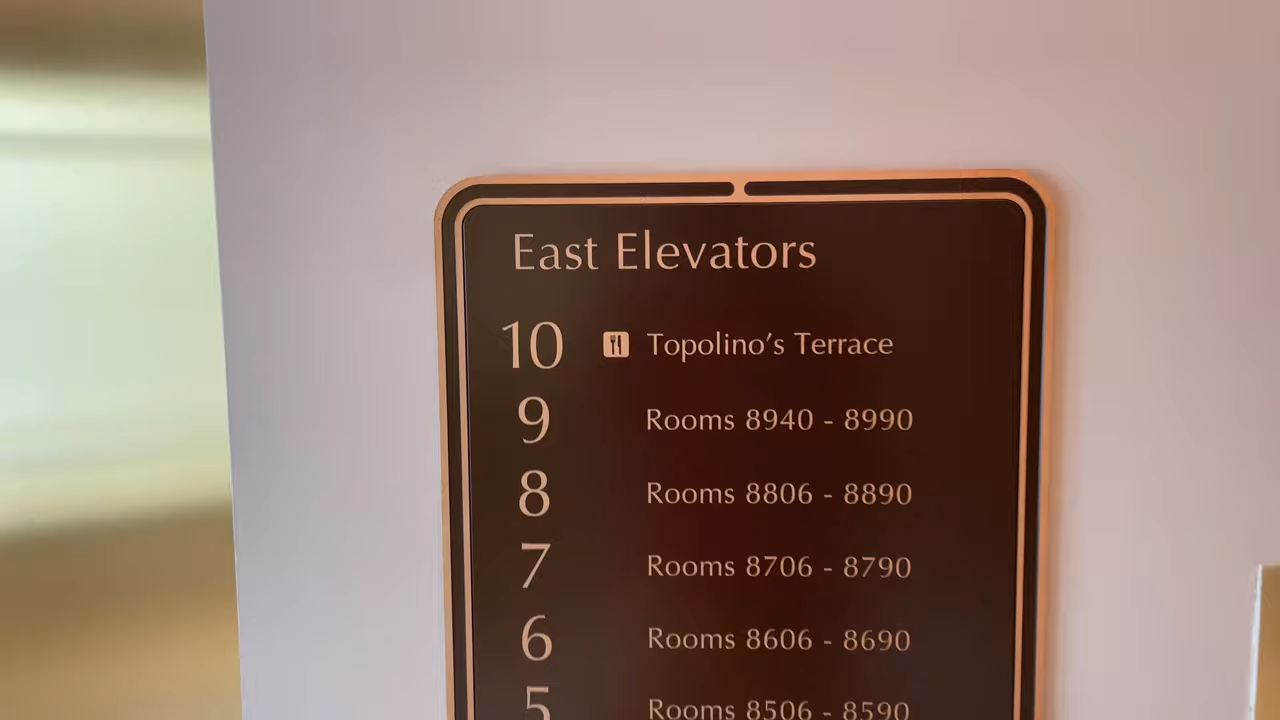 East Elevators
10 Topolino's Terrace
9 Rooms 8940 - 8990
8 Rooms 8806 - 8890
7 Rooms 8706 - 8790
6 Rooms 8606 - 8690
5 Rooms 8506 - 8590